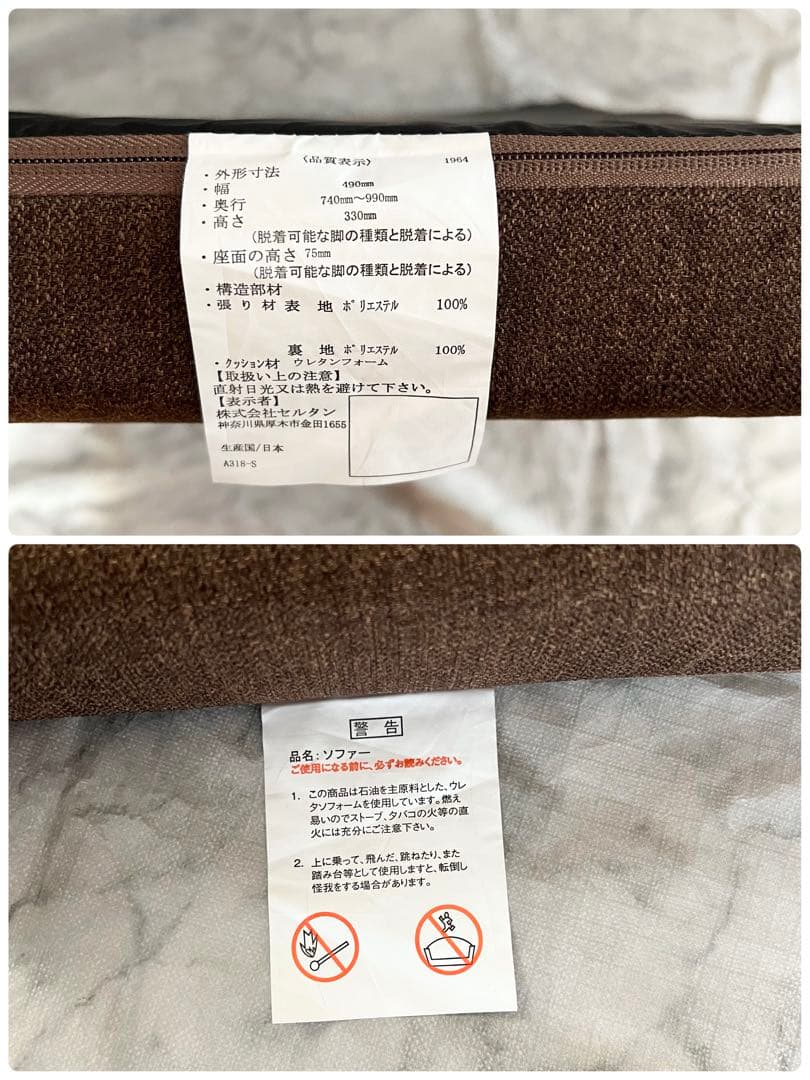 〈品質表示〉 1964
・外形寸法
・幅 490mm
・奥行 740mm～990mm
・高さ 330mm
(脱着可能な脚の種類と脱着による)
・座面の高さ 75mm
(脱着可能な脚の種類と脱着による)
・構造部材
・張り材 表 地 ﾎﾟﾘｴｽﾃﾙ 100%
裏 地 ﾎﾟﾘｴｽﾃﾙ 100%
・ｸｯｼｮﾝ材 ウレタンフォーム
【取扱い上の注意】
直射日光又は熱を避けて下さい。
【表示者】
株式会社セルタン
神奈川県厚木市金田1655
生産国/日本
A318-S
警告
品名：ソファー
ご使用になる前に、必ずお読みください。
1. この商品は石油を主原料とした、ウレ
タソフォームを使用しています。燃え
易いのでストーブ、タバコの火等の直
火には充分にご注意下さい。
2. 上に乗って、飛んだ、跳ねたり、また
踏み台等として使用しますと、転倒し
怪我をする場合があります。